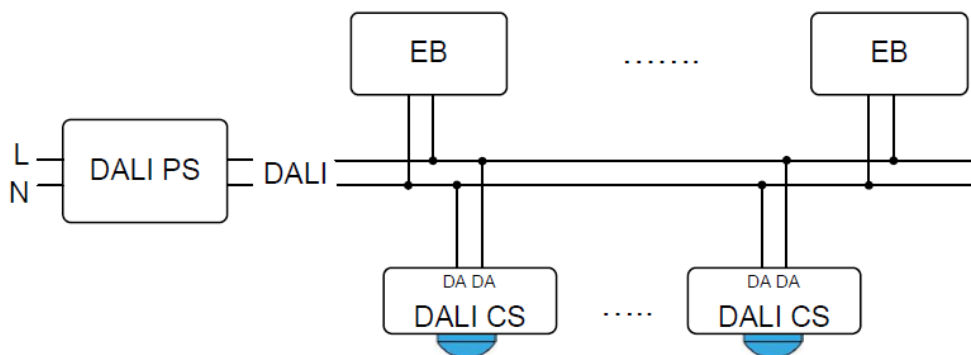 EB ……. EB
L
DALI PS
DALI
N
DA DA DA DA
DALI CS ….. DALI CS